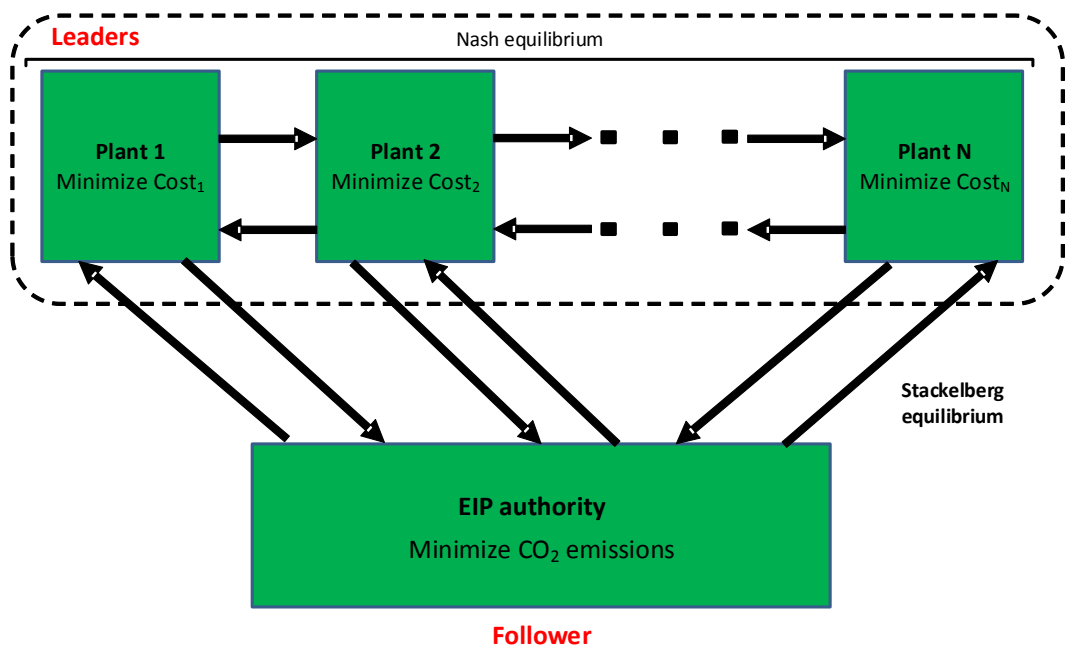 Leaders
Nash equilibrium
Plant 1
Minimize Cost₁
Plant 2
Minimize Cost₂
Plant N
Minimize Cost_N
Stackelberg
equilibrium
EIP authority
Minimize CO₂ emissions
Follower